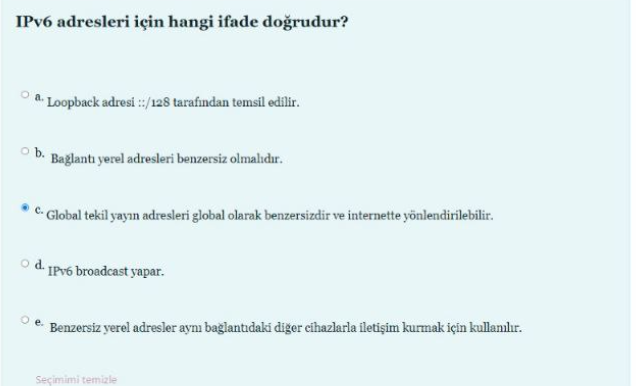 IPv6 adresleri için hangi ifade doğrudur?
a. Loopback adresi ::/128 tarafından temsil edilir.
b. Bağlantı yerel adresleri benzersiz olmalıdır.
c. Global tekil yayın adresleri global olarak benzersizdir ve internette yönlendirilebilir.
d. IPv6 broadcast yapar.
e. Benzersiz yerel adresler aynı bağlantıdaki diğer cihazlarla iletişim kurmak için kullanılır.
Seçimimi temizle